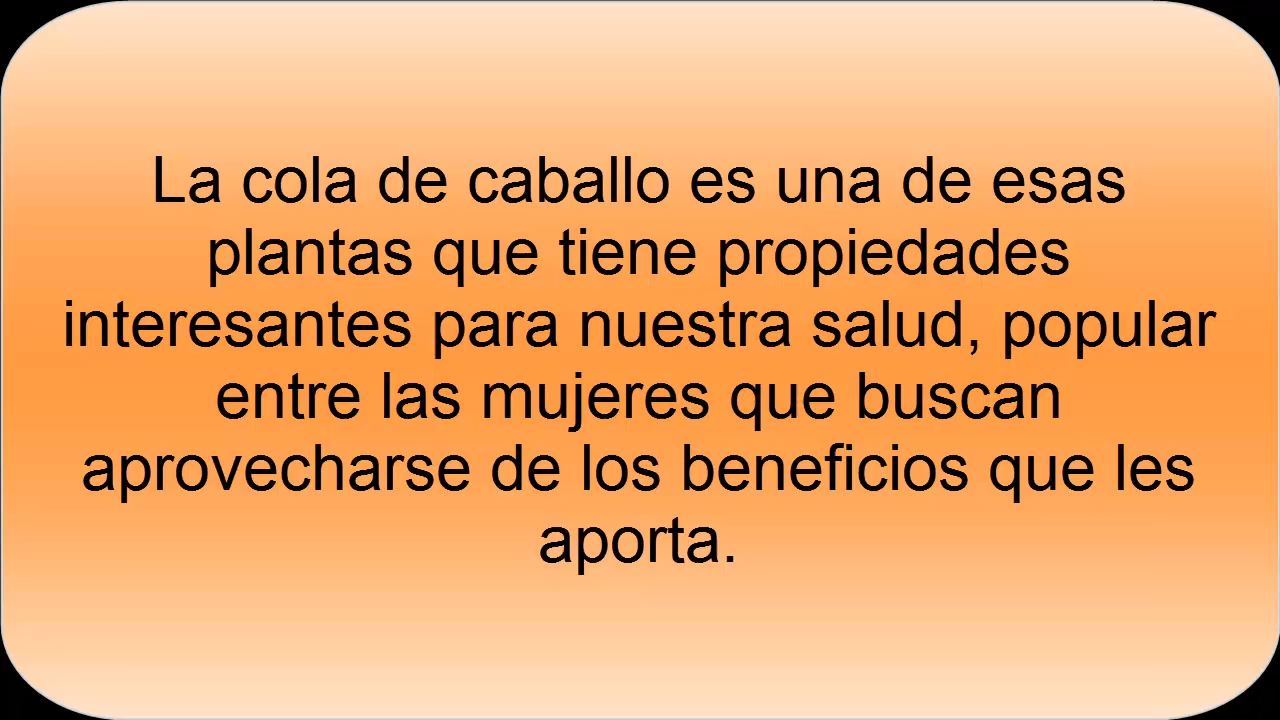 La cola de caballo es una de esas
plantas que tiene propiedades
interesantes para nuestra salud, popular
entre las mujeres que buscan
aprovecharse de los beneficios que les
aporta.